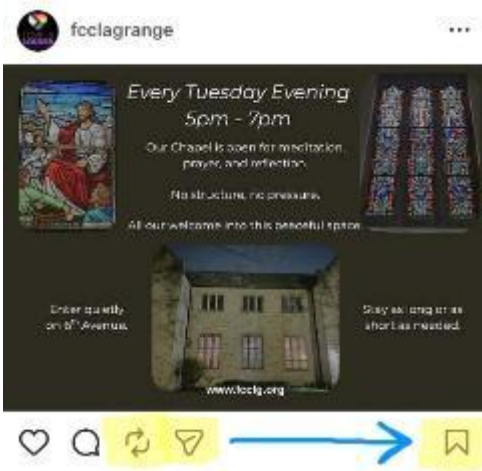 fcclagrange
Every Tuesday Evening
5pm - 7pm
Our Chapel is open for meditation,
prayer, and reflection.
No structure, no pressure.
All our welcome into this peaceful space
Enter quietly
on 6th Avenue.
Stay as long or as
short as needed.
www.fcclg.org